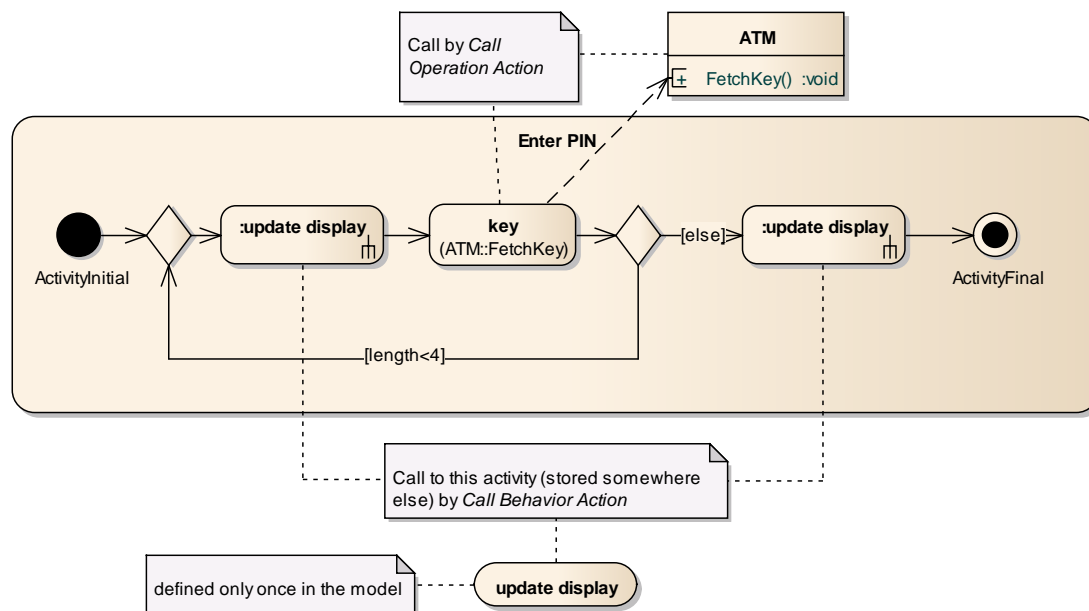 Call by Call
Operation Action
ATM
+ FetchKey() :void
Enter PIN
ActivityInitial
:update display
key
(ATM::FetchKey)
[else]
:update display
ActivityFinal
[length<4]
Call to this activity (stored somewhere
else) by Call Behavior Action
defined only once in the model
update display